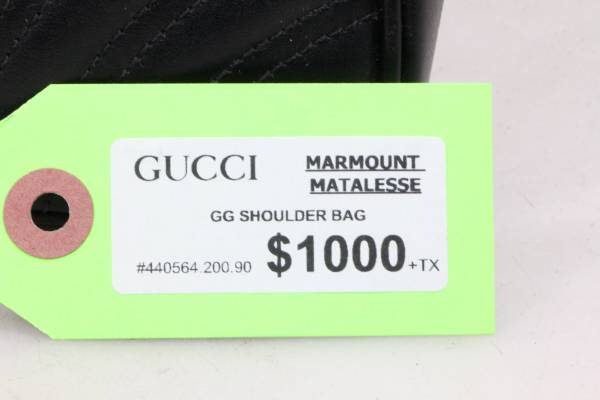 GUCCI MARMOUNT
MATALESSE
GG SHOULDER BAG
#440564.200.90 $1000 +TX